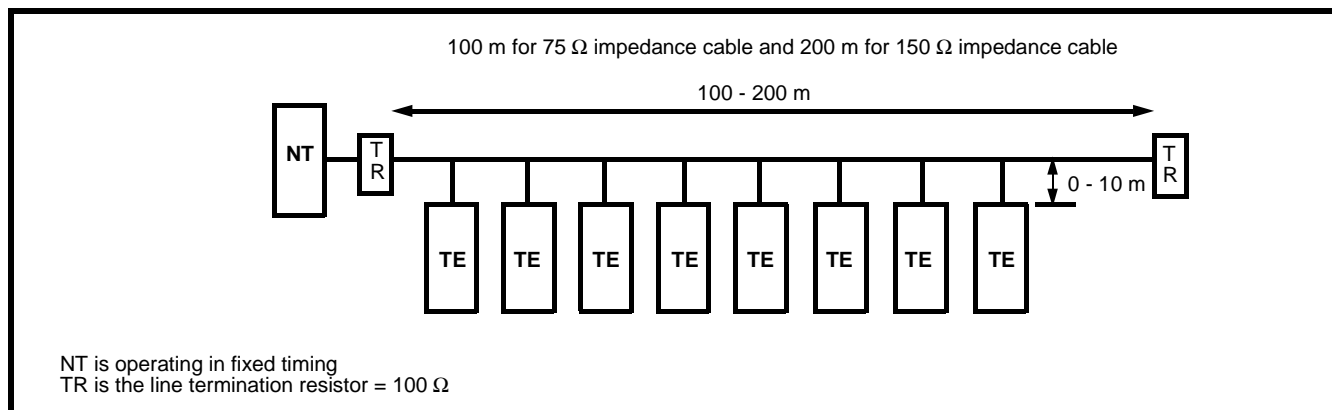 100 m for 75 Ω impedance cable and 200 m for 150 Ω impedance cable
100 - 200 m
NT
T
R
T
R
0 - 10 m
TE TE TE TE TE TE TE TE
NT is operating in fixed timing
TR is the line termination resistor = 100 Ω